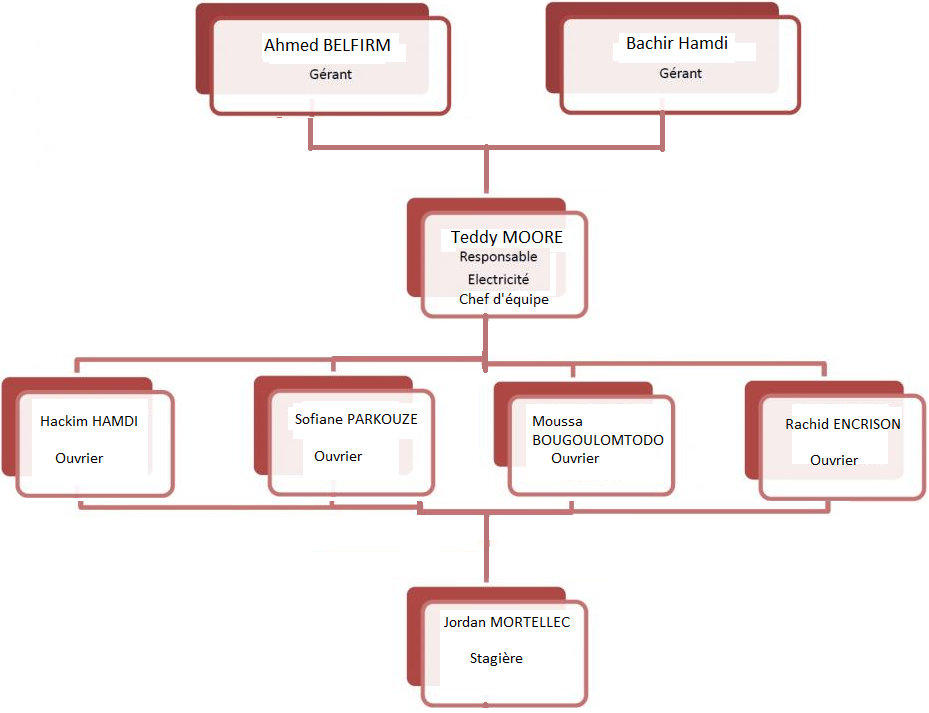 Ahmed BELFIRM
Gérant
Bachir Hamdi
Gérant
Teddy MOORE
Responsable
Electricité
Chef d'équipe
Hackim HAMDI
Ouvrier
Sofiane PARKOUZE
Ouvrier
Moussa
BOUGOULOMTODO
Ouvrier
Rachid ENCRISON
Ouvrier
Jordan MORTELLEC
Stagière